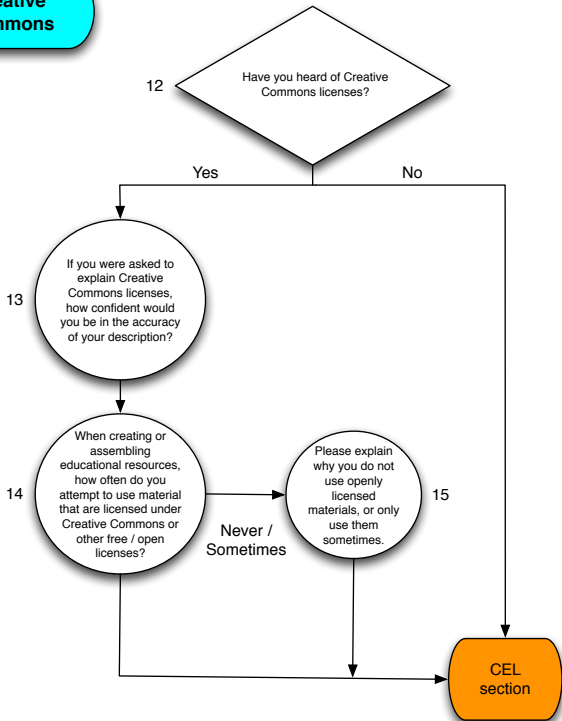 Commons
12
Have you heard of Creative
Commons licenses?
Yes
No
13
If you were asked to
explain Creative
Commons licenses,
how confident would
you be in the accuracy
of your description?
14
When creating or
assembling
educational resources,
how often do you
attempt to use material
that are licensed under
Creative Commons or
other free / open
licenses?
Never /
Sometimes
Please explain
why you do not
use openly
licensed
materials, or only
use them
sometimes.
15
CEL
section